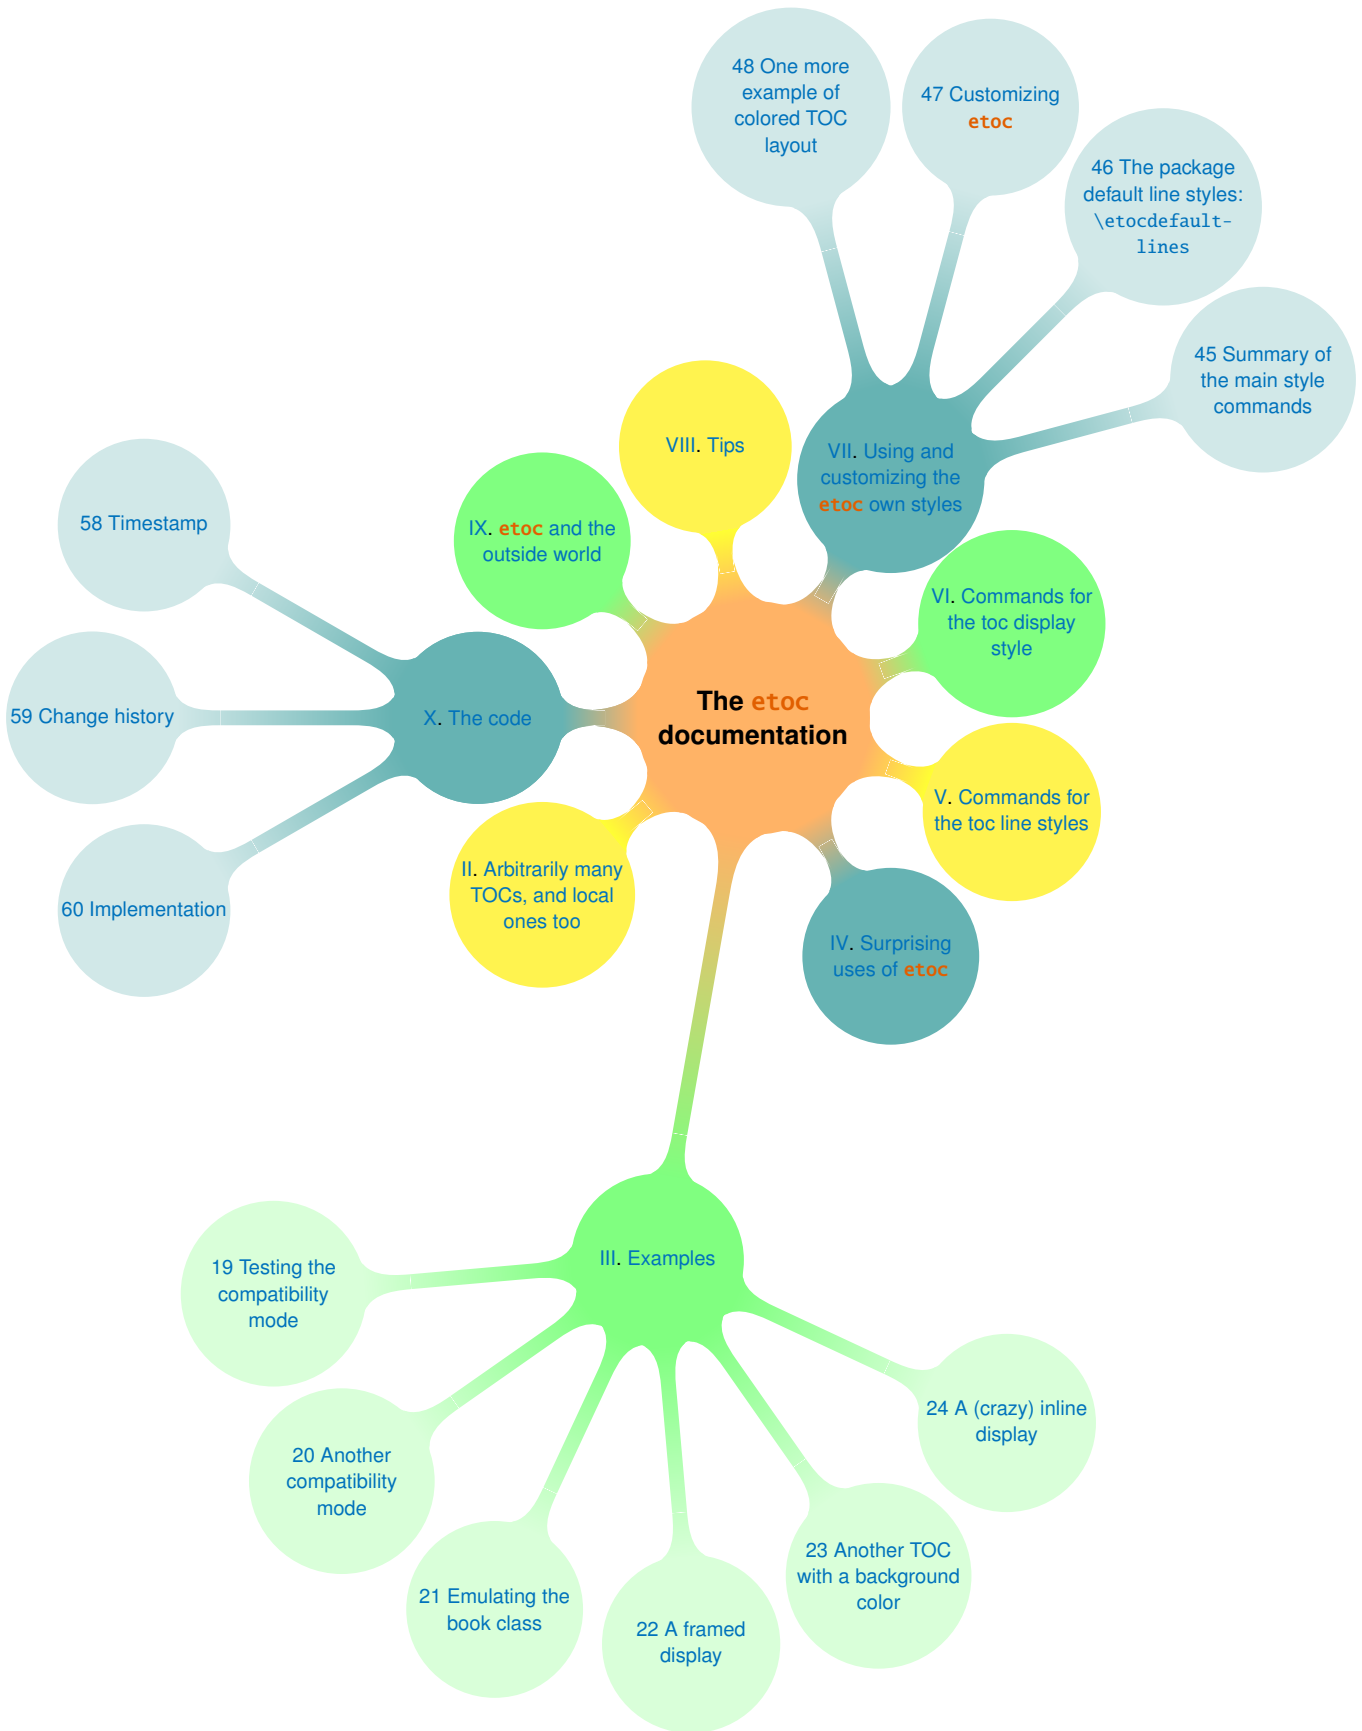 48 One more
example of
colored TOC
layout
47 Customizing
etoc
46 The package
default line styles:
\etocdefault-
lines
45 Summary of
the main style
commands
VIII. Tips
VII. Using and
customizing the
etoc own styles
58 Timestamp
IX. etoc and the
outside world
VI. Commands for
the toc display
style
59 Change history
X. The code
The etoc
documentation
V. Commands for
the toc line styles
60 Implementation
II. Arbitrarily many
TOCs, and local
ones too
IV. Surprising
uses of etoc
III. Examples
19 Testing the
compatibility
mode
24 A (crazy) inline
display
20 Another
compatibility
mode
23 Another TOC
with a background
color
21 Emulating the
book class
22 A framed
display